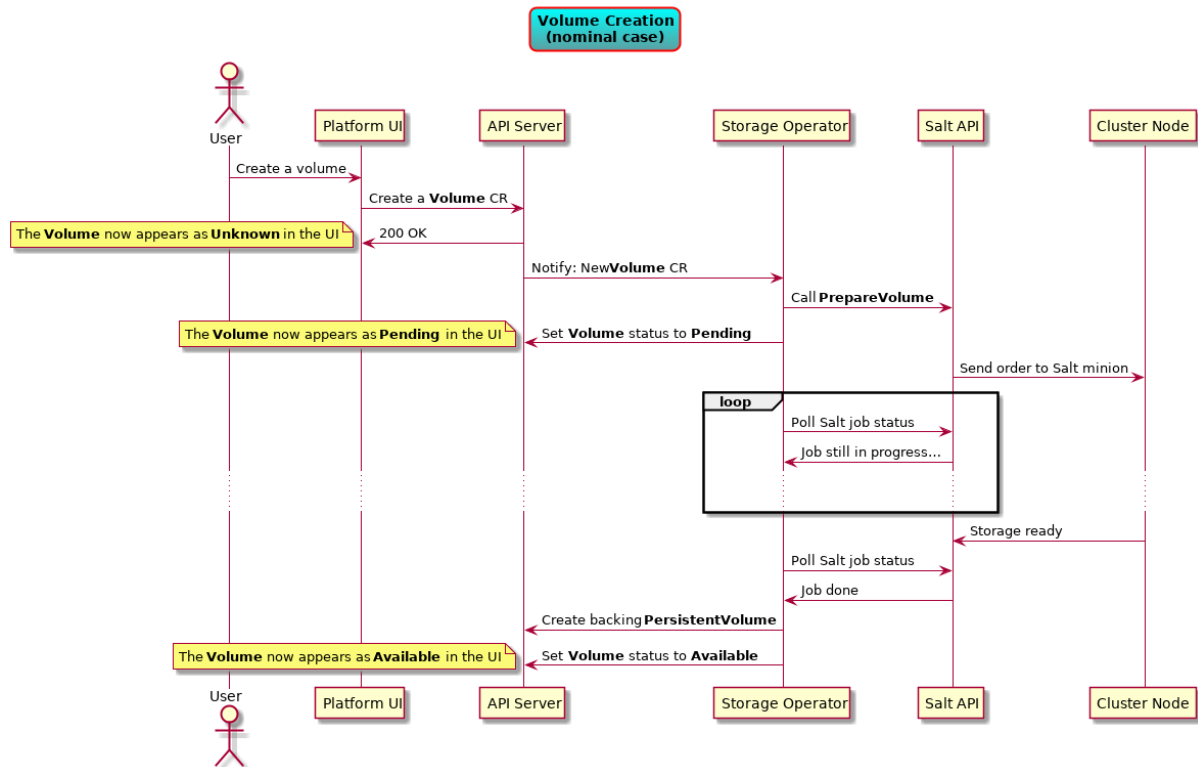 Volume Creation
(nominal case)
User
Platform UI
API Server
Storage Operator
Salt API
Cluster Node
Create a volume
Create a Volume CR
The Volume now appears as Unknown in the UI
200 OK
Notify: NewVolume CR
Call PrepareVolume
The Volume now appears as Pending in the UI
Set Volume status to Pending
Send order to Salt minion
loop
Poll Salt job status
Job still in progress...
Storage ready
Poll Salt job status
Job done
Create backing PersistentVolume
The Volume now appears as Available in the UI
Set Volume status to Available
User
Platform UI
API Server
Storage Operator
Salt API
Cluster Node